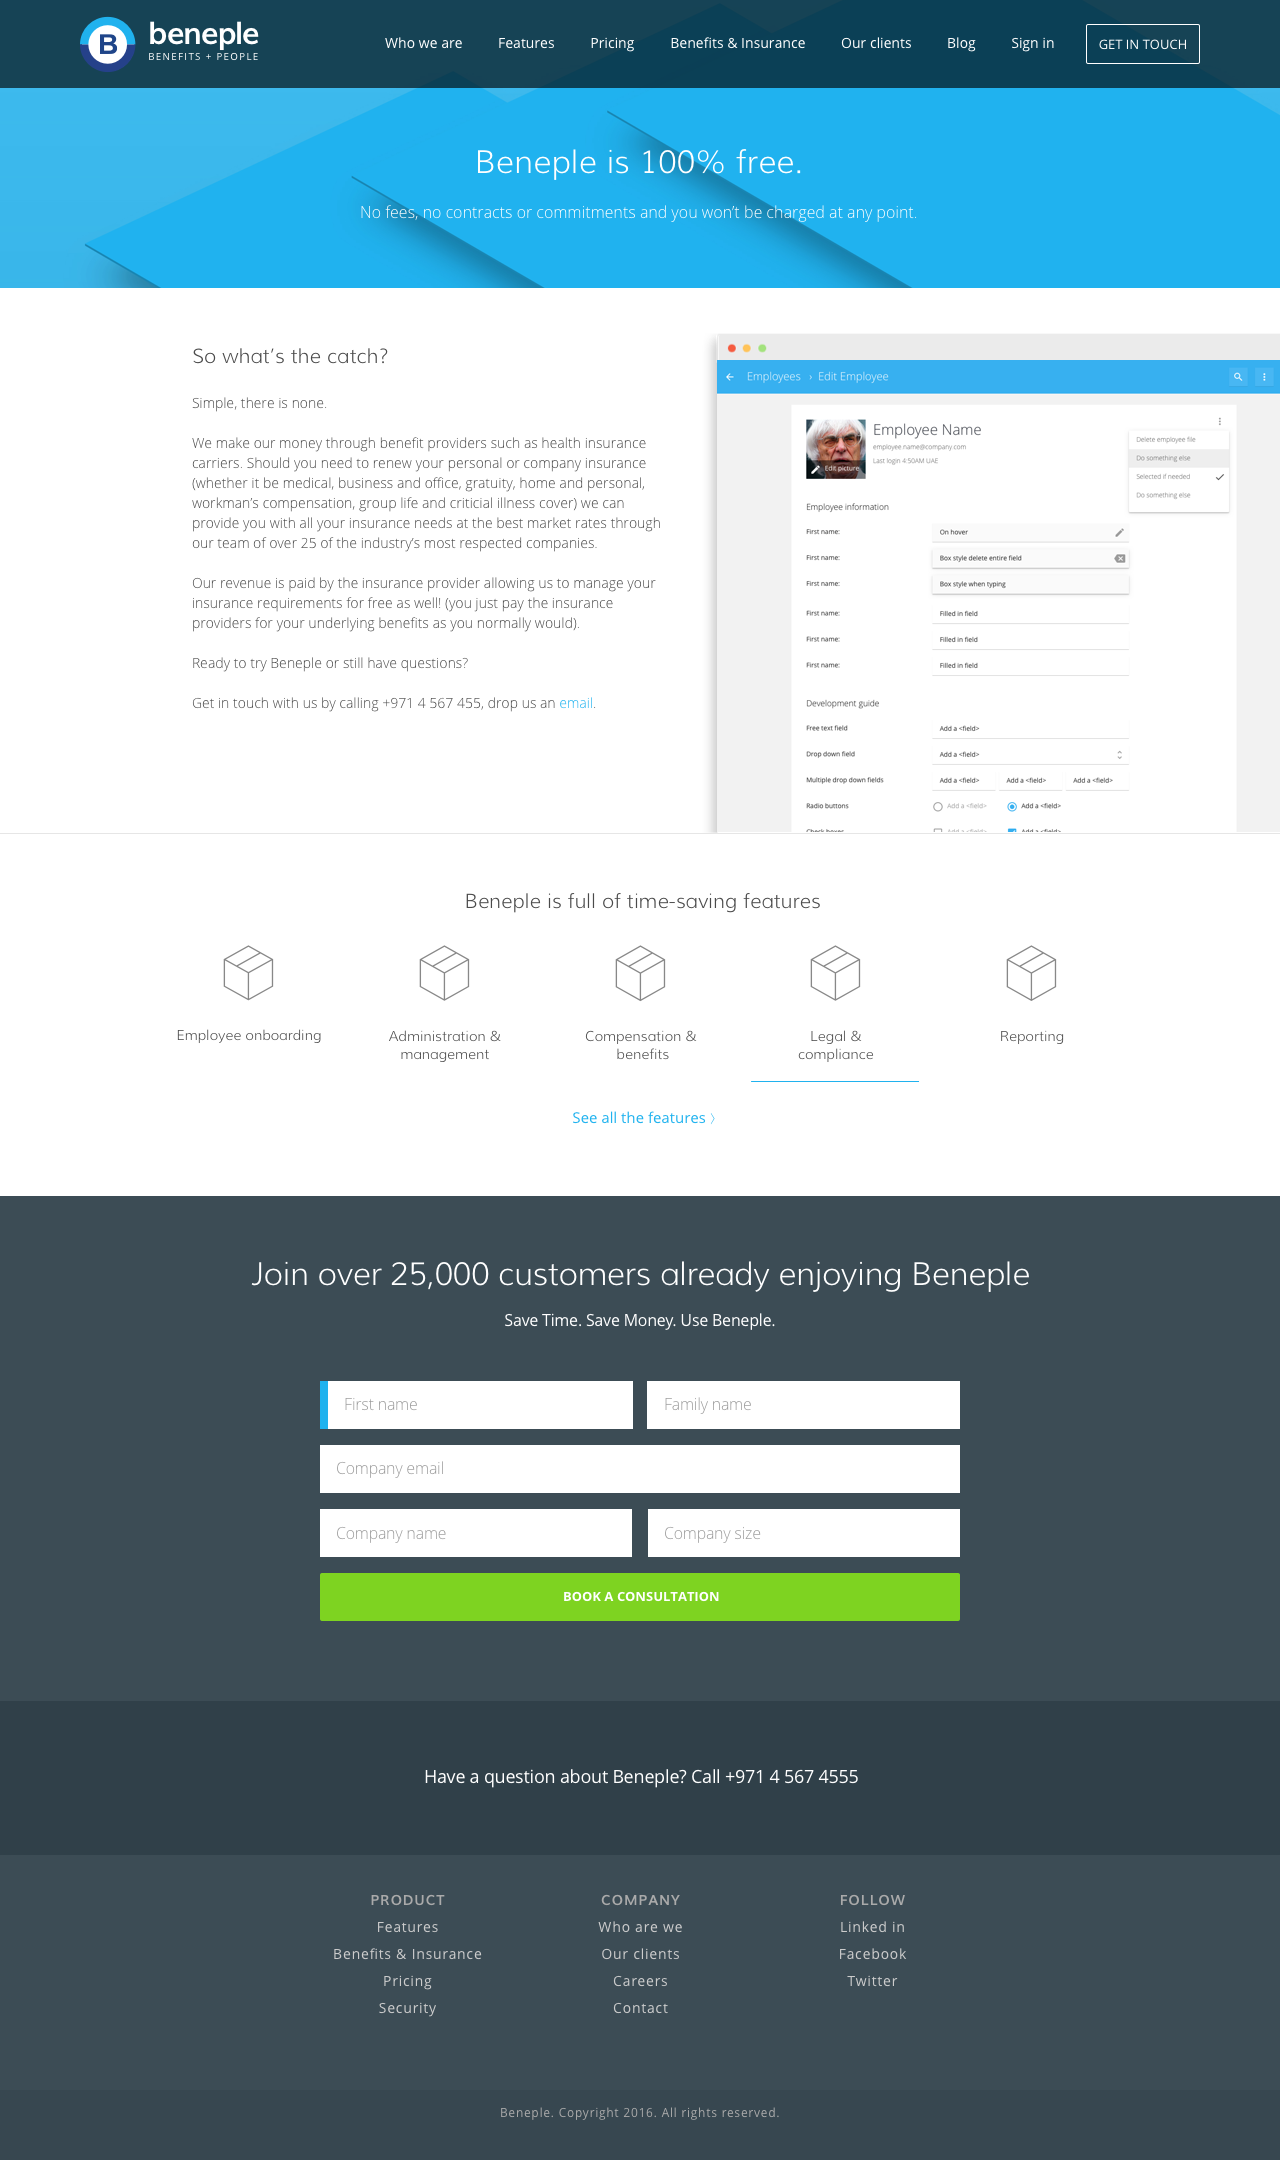 B
beneple
BENEFITS + PEOPLE
Who we are
Features
Pricing
Benefits & Insurance
Our clients
Blog
Sign in
GET IN TOUCH
Beneple is 100% free.
No fees, no contracts or commitments and you won't be charged at any point.
So what's the catch?
Simple, there is none.
We make our money through benefit providers such as health insurance
carriers. Should you need to renew your personal or company insurance
(whether it be medical, business and office, gratuity, home and personal,
workman's compensation, group life and criticial illness cover) we can
provide you with all your insurance needs at the best market rates through
our team of over 25 of the industry's most respected companies.
Our revenue is paid by the insurance provider allowing us to manage your
insurance requirements for free as well! (you just pay the insurance
providers for your underlying benefits as you normally would).
Ready to try Beneple or still have questions?
Get in touch with us by calling +971 4 567 455, drop us an email.
Employees › Edit Employee
Employee Name
employee name@company.com
Last login 4:50AM UAE
Edit picture
Delete employee file
Do something else
Selected if needed
Do something else
Employee information
First name: On hover
First name: Box style delete entire field
First name: Box style when typing
First name: Filled in field
First name: Filled in field
First name: Filled in field
Development guide
Free text field Add a <field>
Drop down field Add a <field>
Multiple drop down fields Add a <field> Add a <field> Add a <field>
Radio buttons Add a <field> Add a <field>
Check boxes Add a <field> Add a <field>
Beneple is full of time-saving features
Employee onboarding
Administration &
management
Compensation &
benefits
Legal &
compliance
Reporting
See all the features 〉
Join over 25,000 customers already enjoying Beneple
Save Time. Save Money. Use Beneple.
First name
Family name
Company email
Company name
Company size
BOOK A CONSULTATION
Have a question about Beneple? Call +971 4 567 4555
PRODUCT
Features
Benefits & Insurance
Pricing
Security
COMPANY
Who are we
Our clients
Careers
Contact
FOLLOW
Linked in
Facebook
Twitter
Beneple. Copyright 2016. All rights reserved.